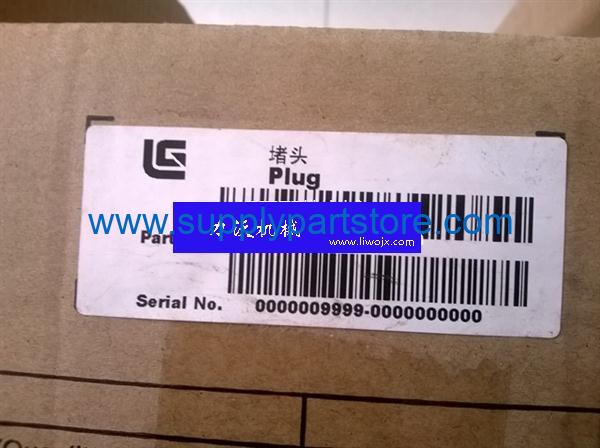 LG
堵头
Plug
www.supplypartstore.com
Part
力沃机械
www.liwojx.com
Serial No. 0000009999-0000000000